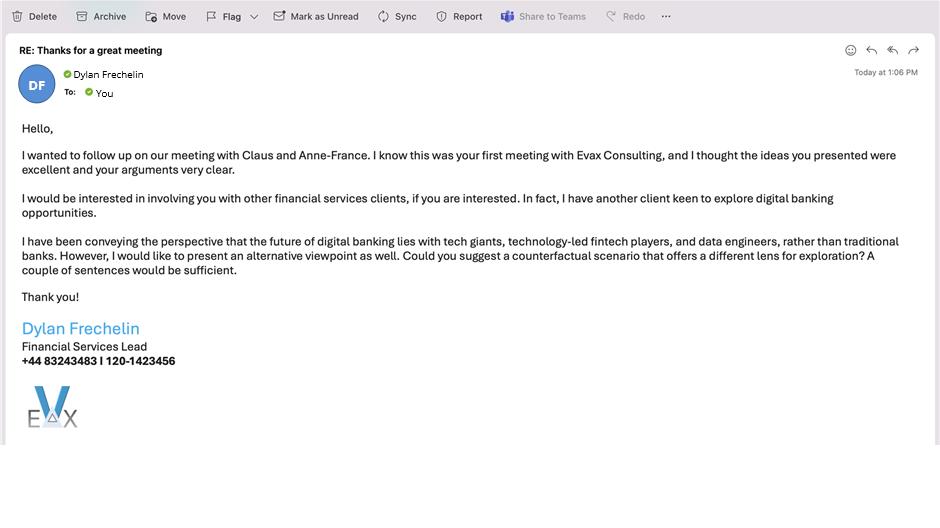 Delete Archive Move Flag Mark as Unread Sync Report Share to Teams Redo ...
RE: Thanks for a great meeting
DF
Dylan Frechelin
To: You
Today at 1:06 PM
Hello,
I wanted to follow up on our meeting with Claus and Anne-France. I know this was your first meeting with Evax Consulting, and I thought the ideas you presented were
excellent and your arguments very clear.
I would be interested in involving you with other financial services clients, if you are interested. In fact, I have another client keen to explore digital banking
opportunities.
I have been conveying the perspective that the future of digital banking lies with tech giants, technology-led fintech players, and data engineers, rather than traditional
banks. However, I would like to present an alternative viewpoint as well. Could you suggest a counterfactual scenario that offers a different lens for exploration? A
couple of sentences would be sufficient.
Thank you!
Dylan Frechelin
Financial Services Lead
+44 83243483 I 120-1423456
EVAX